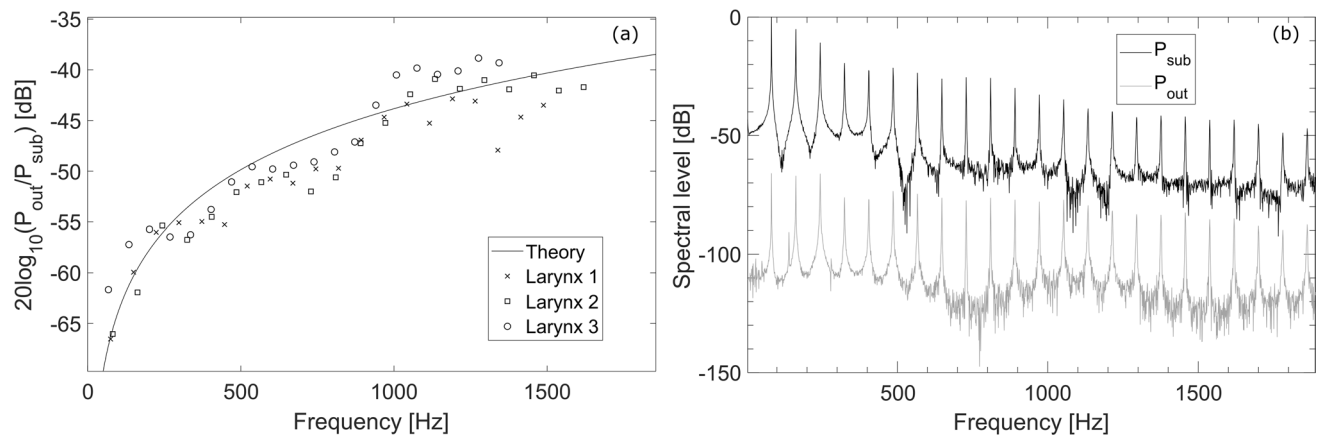 (a)
20log10(Pout/Psub) [dB]
-35
-40
-45
-50
-55
-60
-65
Theory
Larynx 1
Larynx 2
Larynx 3
0
500
1000
1500
Frequency [Hz]
(b)
Spectral level [dB]
0
-50
-100
-150
Psub
Pout
500
1000
1500
Frequency [Hz]